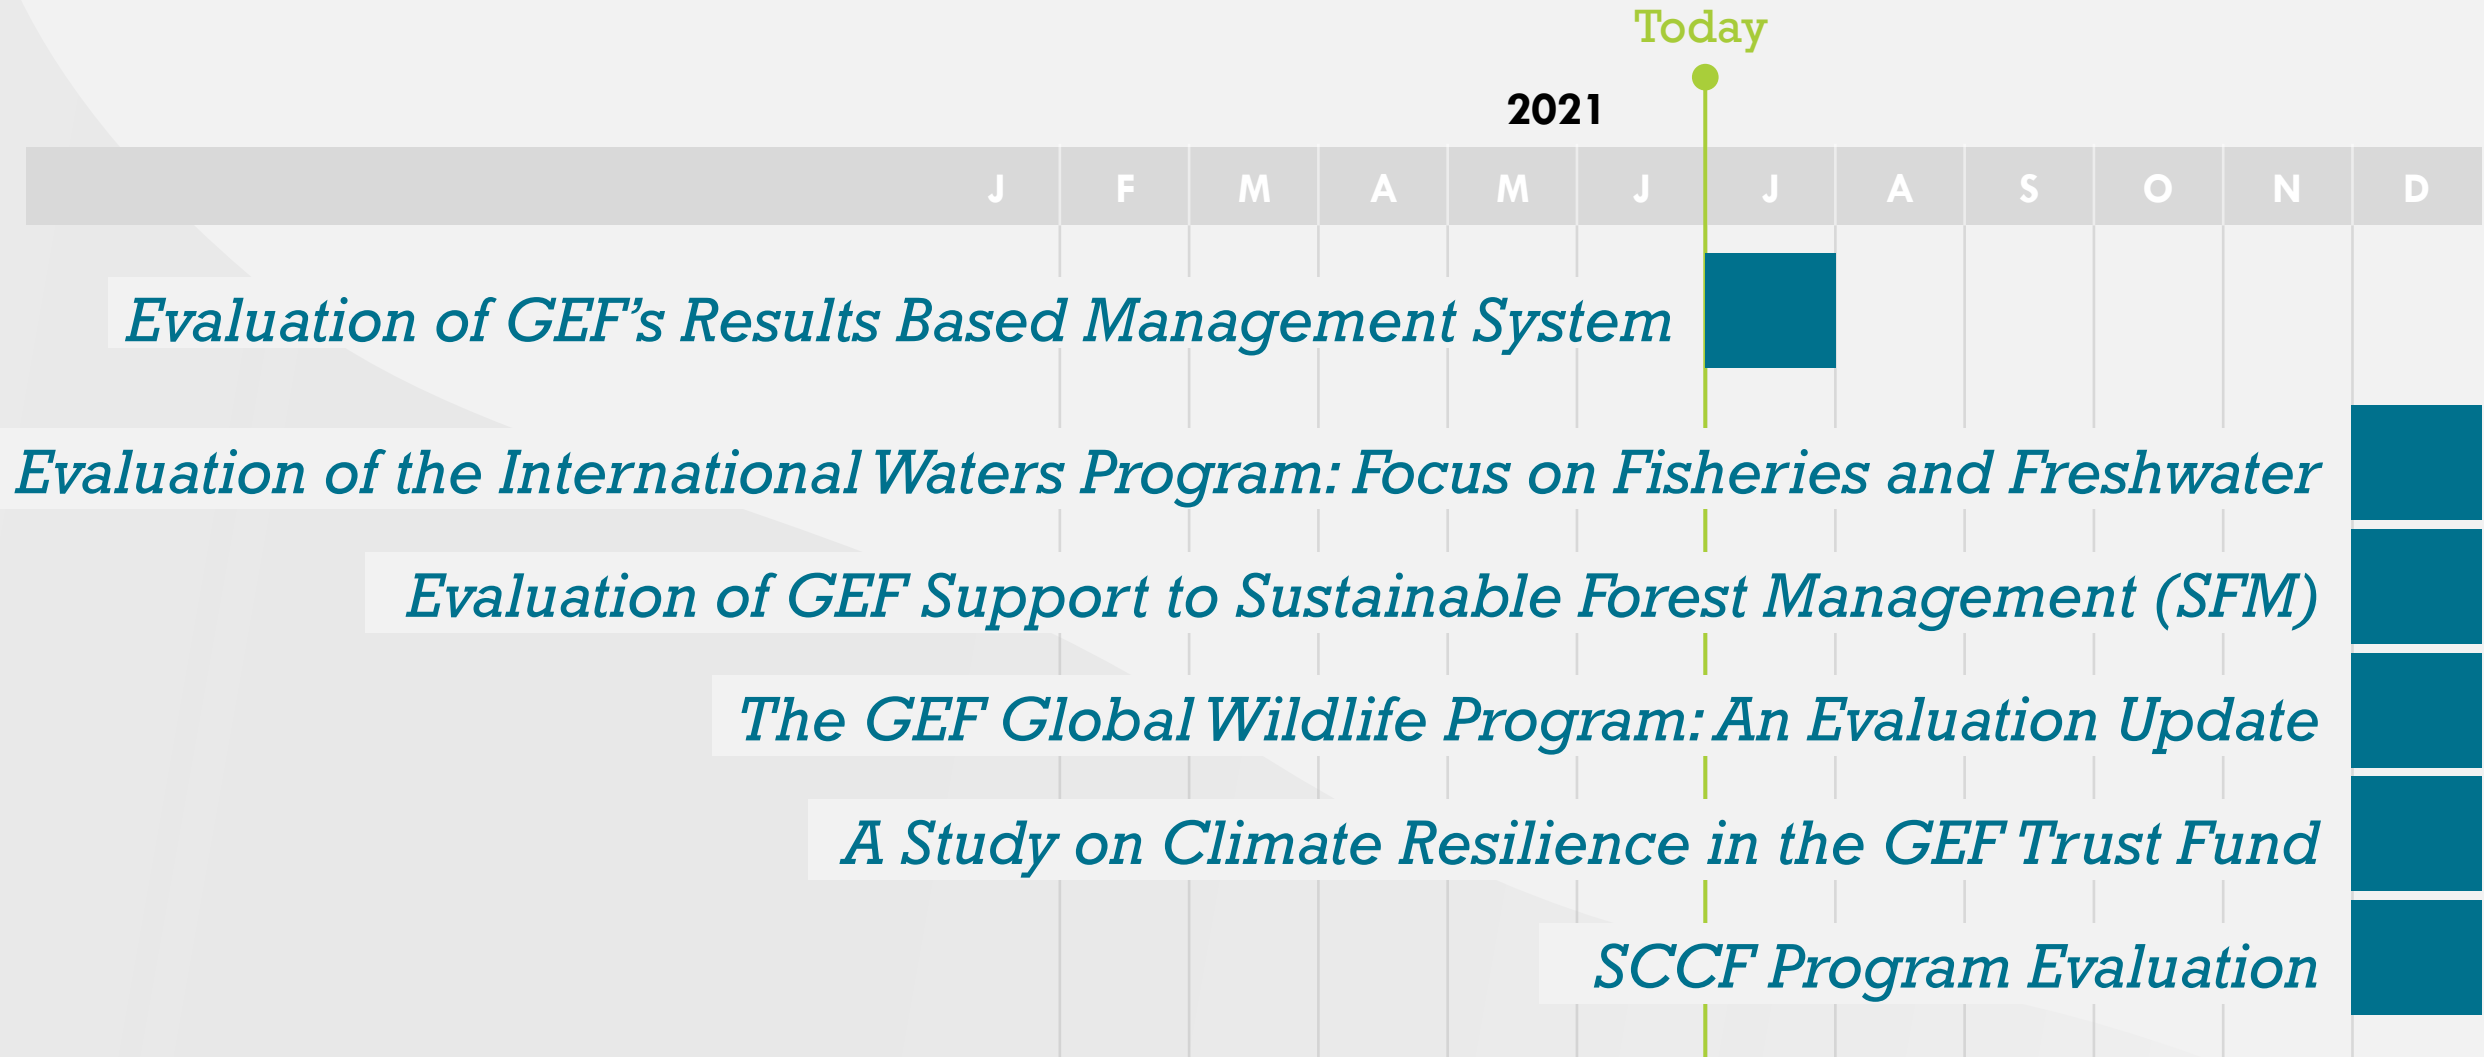 Today
2021
J F M A M J J A S O N D
Evaluation of GEF’s Results Based Management System
Evaluation of the International Waters Program: Focus on Fisheries and Freshwater
Evaluation of GEF Support to Sustainable Forest Management (SFM)
The GEF Global Wildlife Program: An Evaluation Update
A Study on Climate Resilience in the GEF Trust Fund
SCCF Program Evaluation